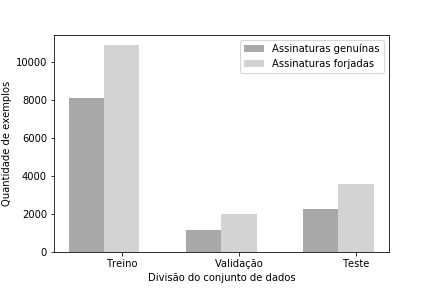 Assinaturas genuínas
Assinaturas forjadas
Quantidade de exemplos
10000
8000
6000
4000
2000
0
Treino
Validação
Teste
Divisão do conjunto de dados